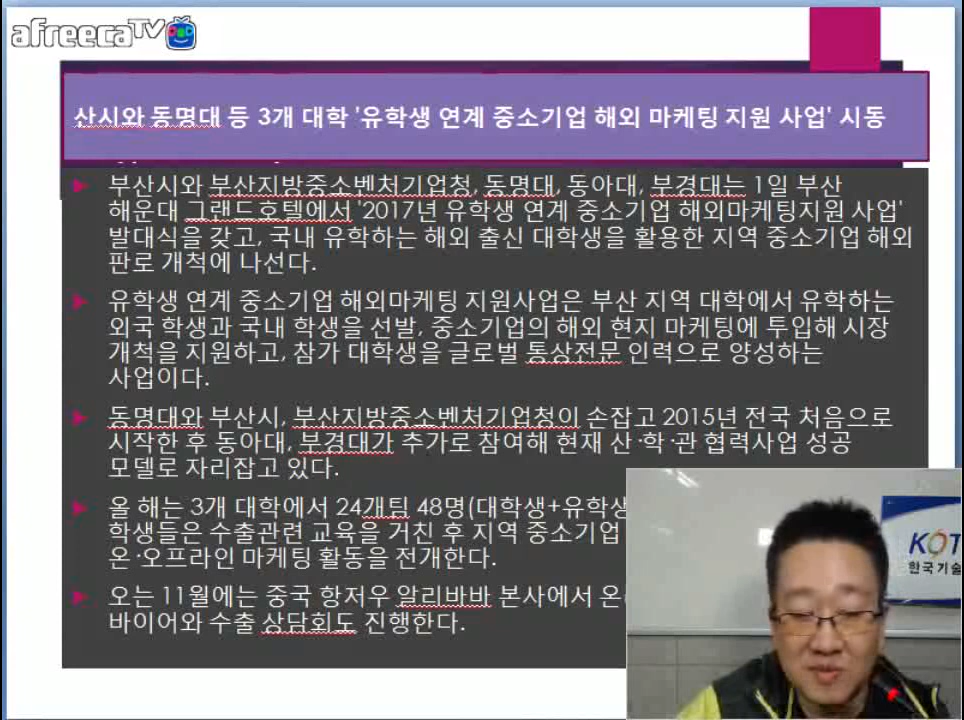 afreecaTV
산시와 동명대 등 3개 대학 '유학생 연계 중소기업 해외 마케팅 지원 사업' 시동
부산시와 부산지방중소벤처기업청, 동명대, 동아대, 부경대는 1일 부산
해운대 그랜드호텔에서 '2017년 유학생 연계 중소기업 해외마케팅지원 사업'
발대식을 갖고, 국내 유학하는 해외 출신 대학생을 활용한 지역 중소기업 해외
판로 개척에 나선다.
유학생 연계 중소기업 해외마케팅 지원사업은 부산 지역 대학에서 유학하는
외국 학생과 국내 학생을 선발, 중소기업의 해외 현지 마케팅에 투입해 시장
개척을 지원하고, 참가 대학생을 글로벌 통상전문 인력으로 양성하는
사업이다.
동명대와 부산시, 부산지방중소벤처기업청이 손잡고 2015년 전국 처음으로
시작한 후 동아대, 부경대가 추가로 참여해 현재 산·학·관 협력사업 성공
모델로 자리잡고 있다.
올 해는 3개 대학에서 24개팀 48명(대학생+유학생
학생들은 수출관련 교육을 거친 후 지역 중소기업
온·오프라인 마케팅 활동을 전개한다.
오는 11월에는 중국 항저우 알리바바 본사에서
바이어와 수출 상담회도 진행한다.
KOT
한국기술